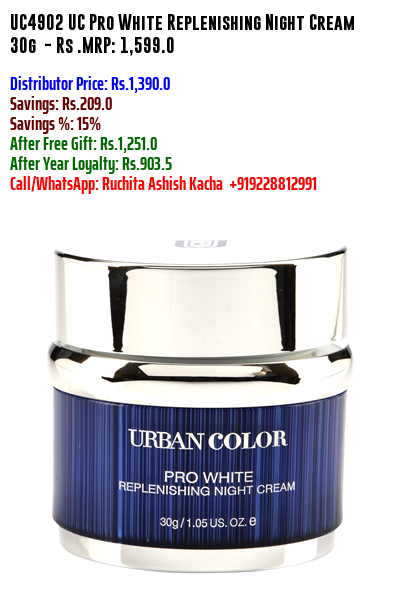 UC4902 UC Pro White Replenishing Night Cream
30g - Rs .MRP: 1,599.0
Distributor Price: Rs.1,390.0
Savings: Rs.209.0
Savings %: 15%
After Free Gift: Rs.1,251.0
After Year Loyalty: Rs.903.5
Call/WhatsApp: Ruchita Ashish Kacha +919228812991
URBAN COLOR
PRO WHITE
REPLENISHING NIGHT CREAM
30g / 1.05 US. OZ. e